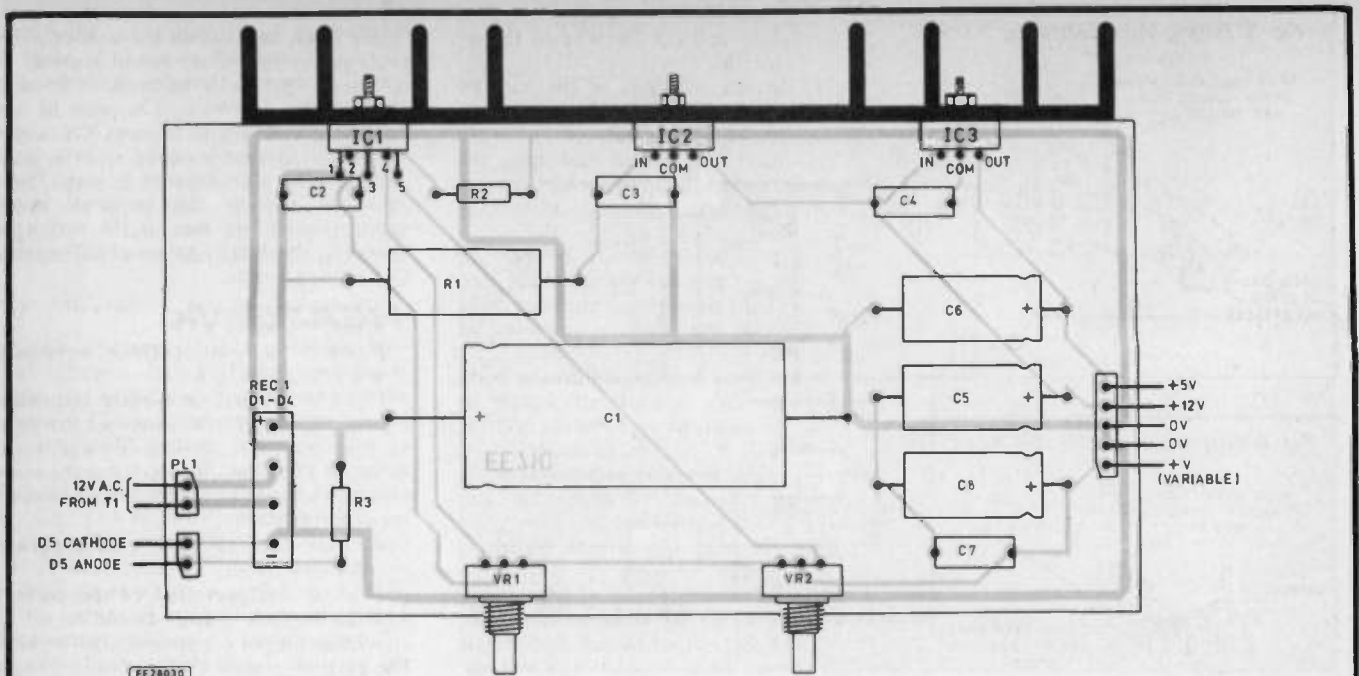 IC1
IC2
IC3
1 2 4
3 5
IN COM OUT
IN COM OUT
C2
R2
C3
C4
R1
C6
+
REC 1
D1-D4
+
+
C1
C5
+
+5V
+12V
0V
0V
+V
(VARIABLE)
EE710
PL1
12V A.C.
FROM T1
R3
C8
+
D5 CATHODE
D5 ANODE
-
C7
VR1
VR2